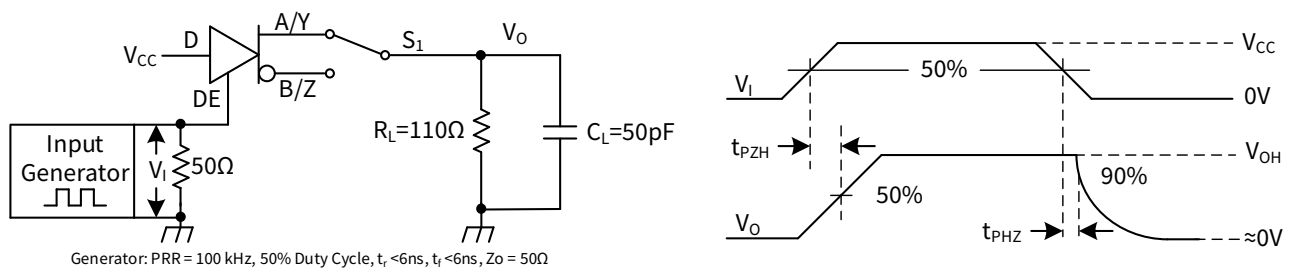 A/Y
D
V_CC
S₁
V_O
B/Z
DE
R_L=110Ω
C_L=50pF
Input
Generator
V_I
50Ω
Generator: PRR = 100 kHz, 50% Duty Cycle, t_r <6ns, t_f <6ns, Zo = 50Ω
V_CC
50%
V_I
0V
t_PZH
V_OH
90%
50%
V_O
t_PHZ
≈0V